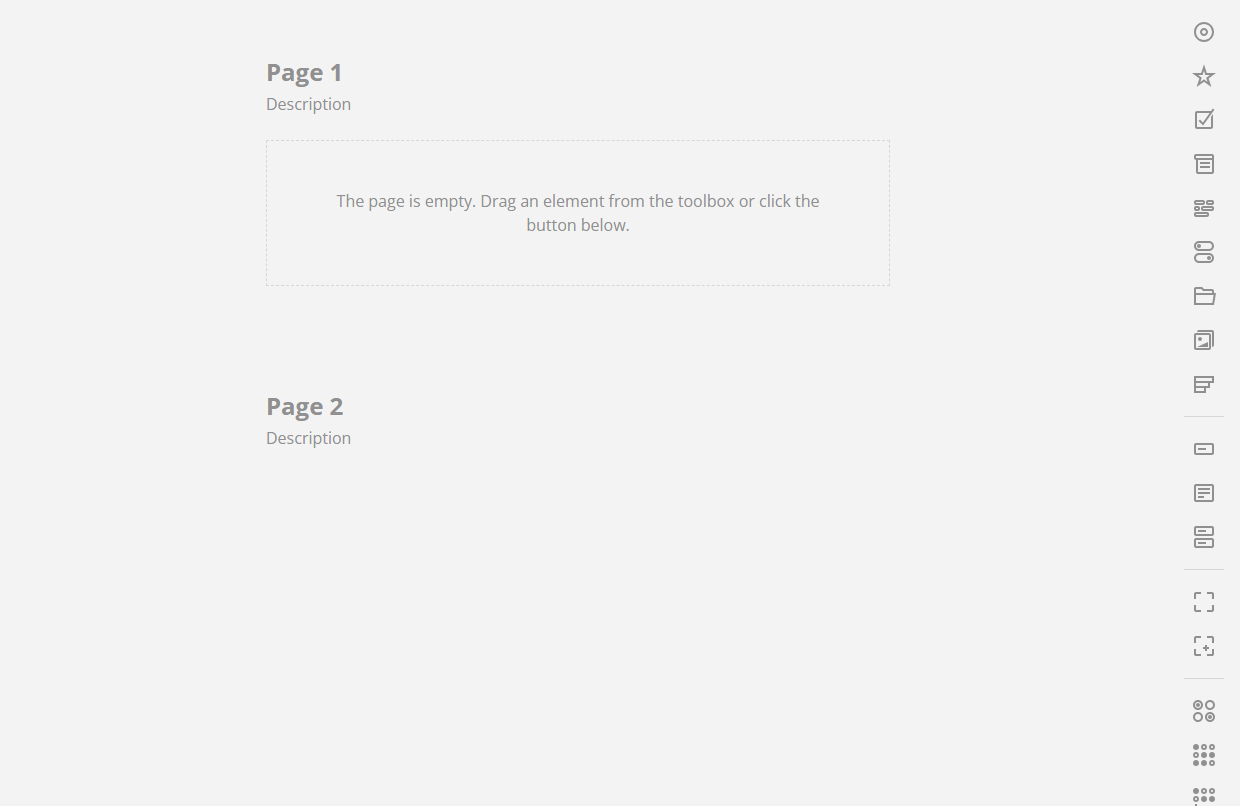 Page 1
Description
The page is empty. Drag an element from the toolbox or click the
button below.
Page 2
Description